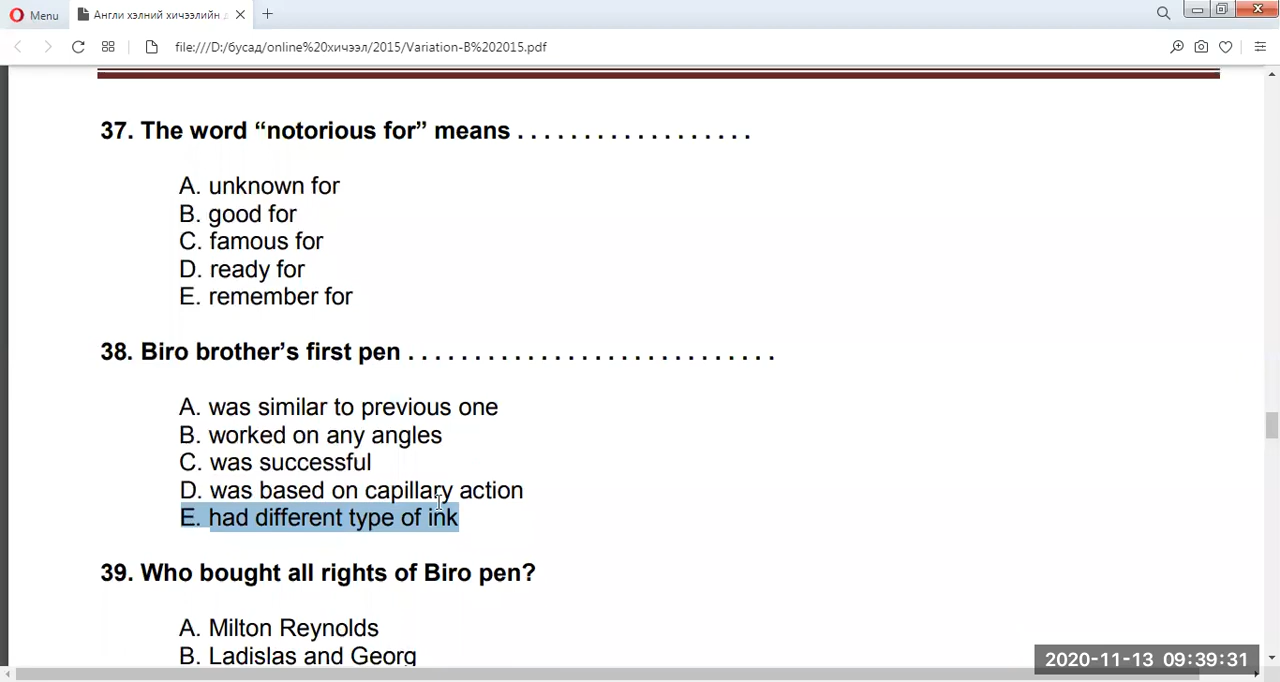 Menu
Англи хэлний хичээлийн
file:///D:/бусад/online%20хичээл/2015/Variation-B%202015.pdf
37. The word “notorious for” means . . . . . . . . . . . . . . . . . .
A. unknown for
B. good for
C. famous for
D. ready for
E. remember for
38. Biro brother’s first pen . . . . . . . . . . . . . . . . . . . . . . . . . . . .
A. was similar to previous one
B. worked on any angles
C. was successful
D. was based on capillary action
E. had different type of ink
39. Who bought all rights of Biro pen?
A. Milton Reynolds
B. Ladislas and Georg
2020-11-13 09:39:31